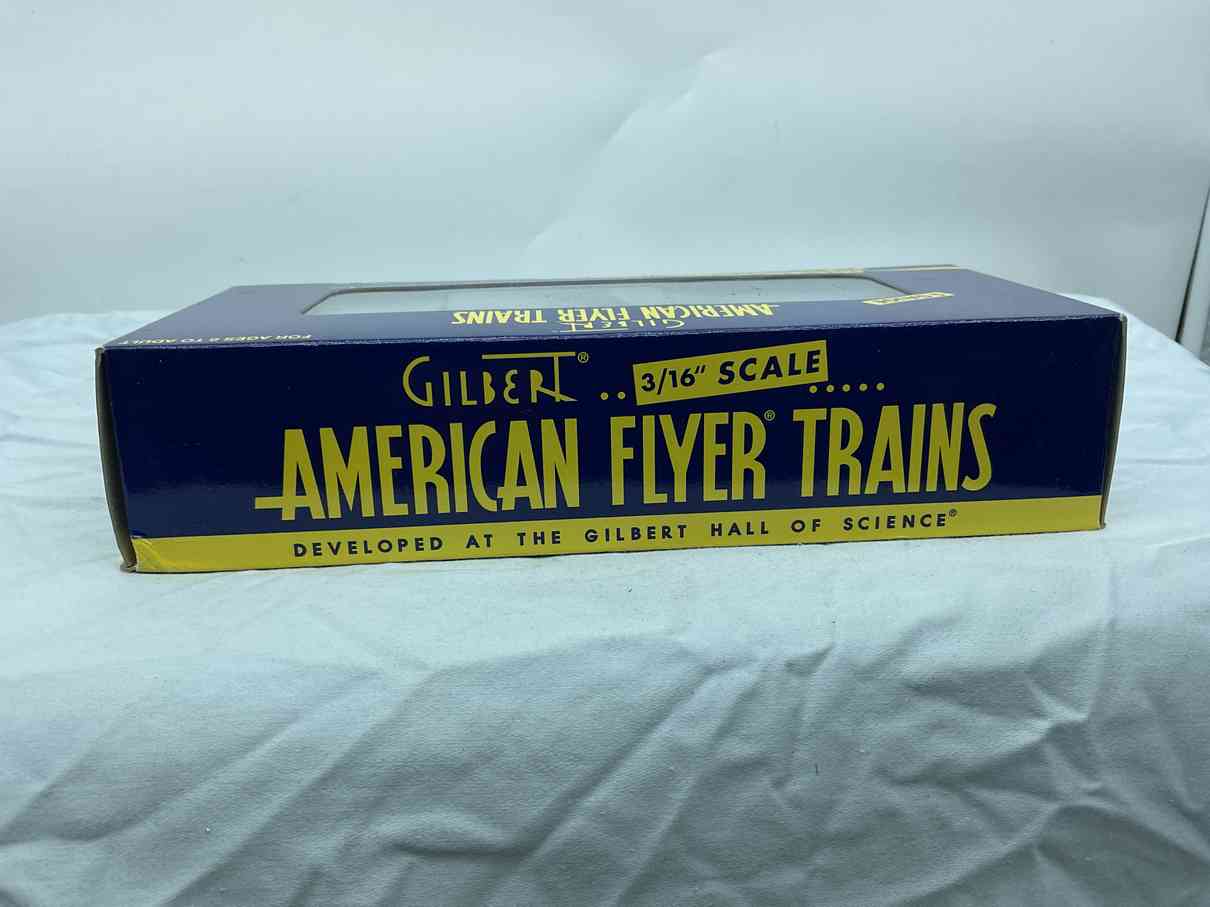 FOR AGES 8 TO ADULT
AMERICAN FLYER TRAINS
GILBERT
GILBERT® .. 3/16" SCALE .....
AMERICAN FLYER® TRAINS
DEVELOPED AT THE GILBERT HALL OF SCIENCE®